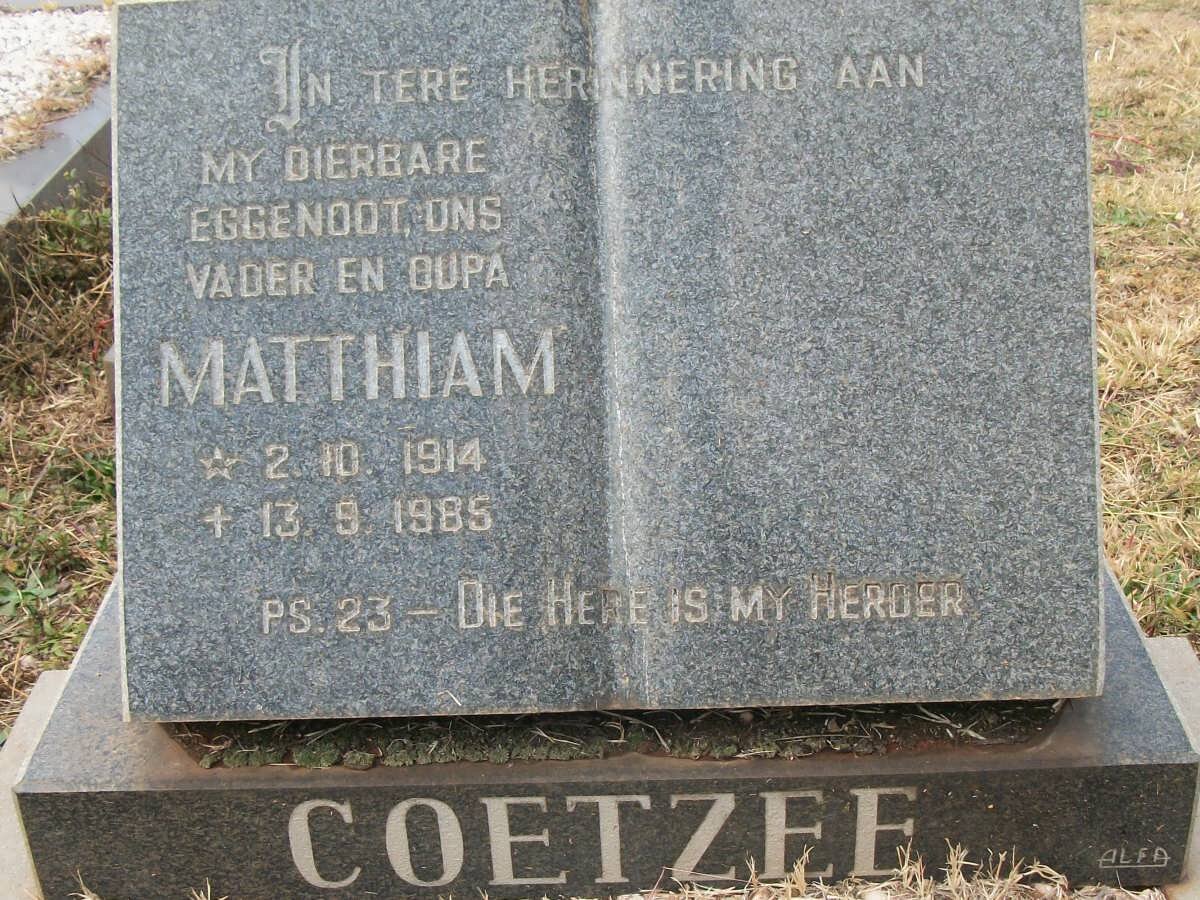 IN TERE HERINNERING AAN
MY DIERBARE
EGGENOOT, ONS
VADER EN OUPA
MATTHIAM
☆ 2. 10. 1914
✝ 13. 9. 1985
PS. 23 – DIE HERE IS MY HERDER
COETZEE
ALFA